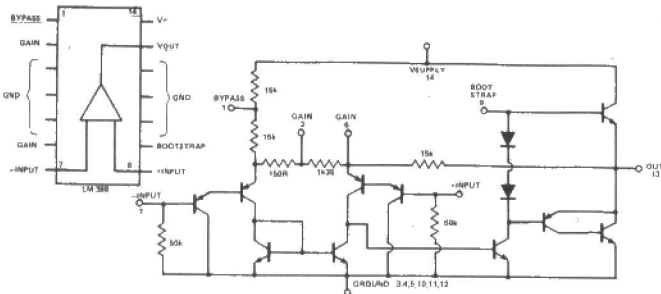 BYPASS
1
14
V+
GAIN
VOUT
GND
GND
GAIN
BOOTSTRAP
-INPUT
7
8
+INPUT
LM 388
VSUPPLY
14
BOOT
STRAP
9
15k
BYPASS
1
GAIN
2
GAIN
6
15k
15k
150R
1k35
OUT
13
-INPUT
7
+INPUT
50k
50k
GROUND 3,4,5,10,11,12